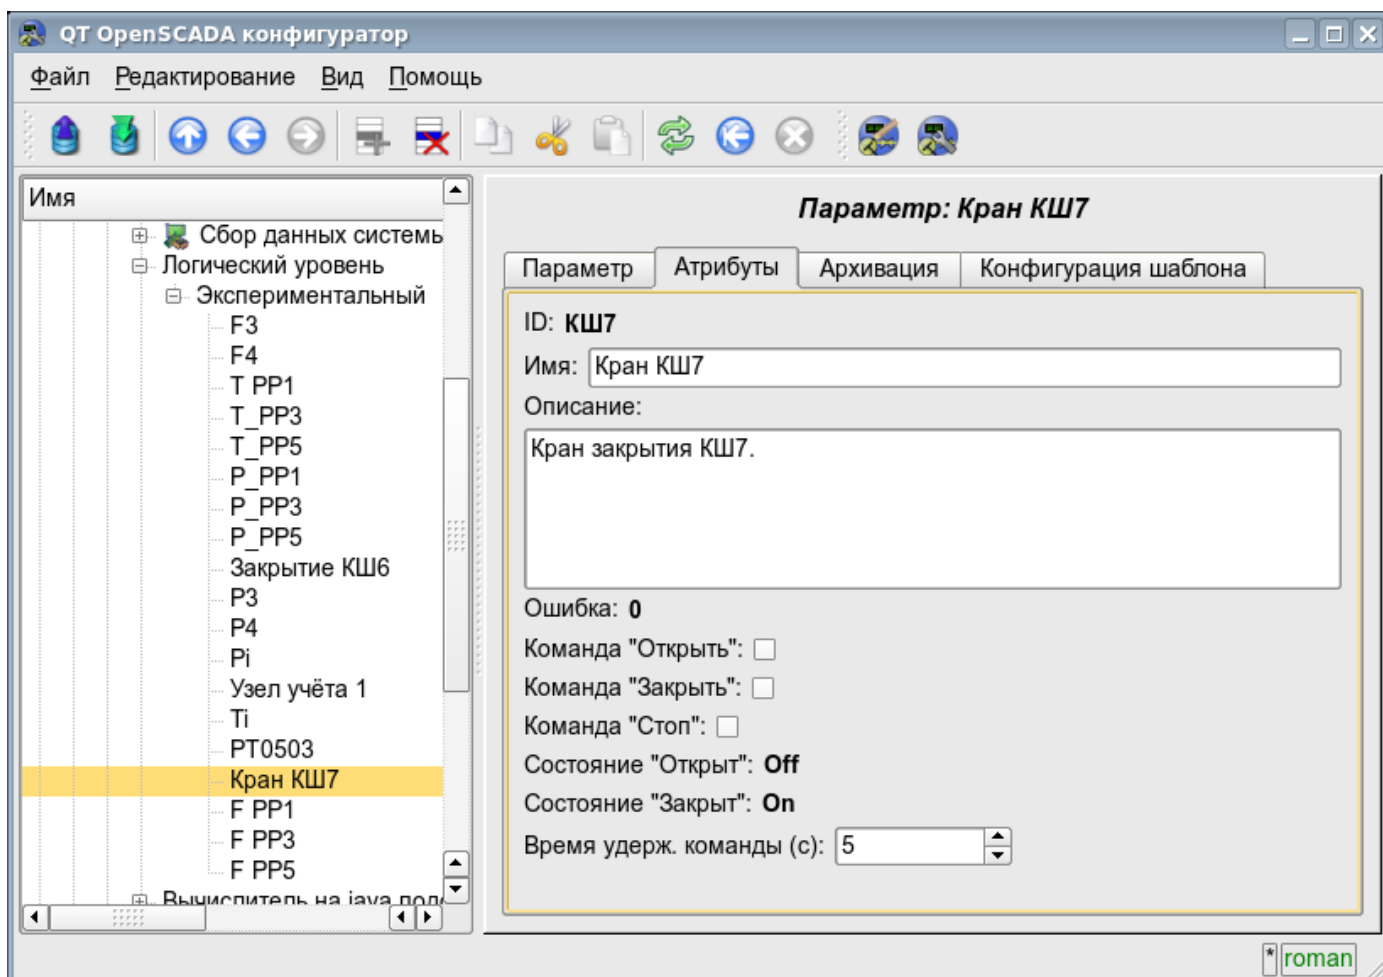 QT OpenSCADA конфигуратор
Файл Редактирование Вид Помощь
Имя
Сбор данных системы
Логический уровень
Экспериментальный
F3
F4
T PP1
T_PP3
T_PP5
P_PP1
P_PP3
P_PP5
Закрытие КШ6
P3
P4
Pi
Узел учёта 1
Ti
PT0503
Кран КШ7
F PP1
F PP3
F PP5
Вычислитель на java
Параметр: Кран КШ7
Параметр Атрибуты Архивация Конфигурация шаблона
ID: КШ7
Имя: Кран КШ7
Описание:
Кран закрытия КШ7.
Ошибка: 0
Команда "Открыть":
Команда "Закрыть":
Команда "Стоп":
Состояние "Открыт": Off
Состояние "Закрыт": On
Время удерж. команды (с): 5
* roman